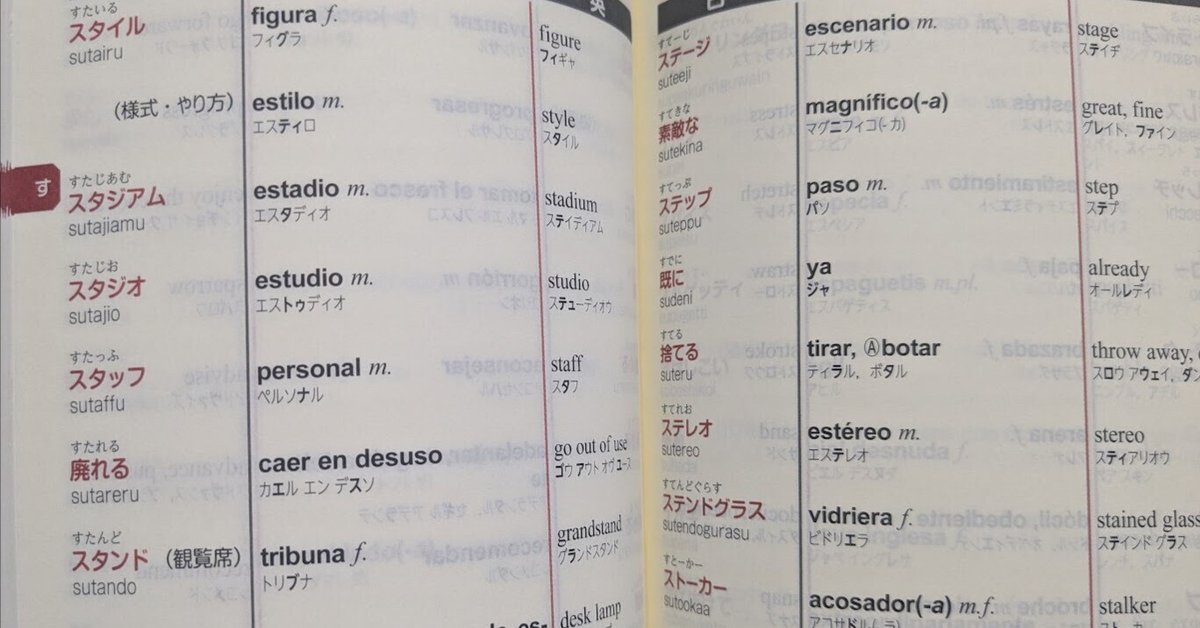 英
すたいる
スタイル
sutairu
figura f.
フィグラ
figure
フィギャ
(様式・やり方)
estilo m.
エスティロ
style
スタイル
す
すたじあむ
スタジアム
sutajiamu
estadio m.
エスタディオ
stadium
ステイディアム
すたじお
スタジオ
sutajio
estudio m.
エストゥディオ
studio
ステューディオウ
すたっふ
スタッフ
sutaffu
personal m.
ペルソナル
staff
スタフ
すたれる
廃れる
sutareru
caer en desuso
カエル エン デスソ
go out of use
ゴウ アウト オヴ ユース
すたんど
スタンド (観覧席)
sutando
tribuna f.
トリブナ
grandstand
グランドスタンド
desk lamp
すてーじ
ステージ
suteeji
escenario m.
エスセナリオ
stage
ステイヂ
すてきな
素敵な
sutekina
magnífico(-a)
マグニフィコ(-カ)
great, fine
グレイト, ファイン
すてっぷ
ステップ
suteppu
paso m.
パソ
step
ステプ
すでに
既に
sudeni
ya
ジャ
already
オールレディ
すてる
捨てる
suteru
tirar, Ⓐbotar
ティラル, ボタル
throw away,
スロウ アウェイ, ダン
すてれお
ステレオ
sutereo
estéreo m.
エステレオ
stereo
スティアリオウ
すてんどぐらす
ステンドグラス
sutendogurasu
vidriera f.
ビドリエラ
stained glass
ステインド グラス
すとーかー
ストーカー
sutookaa
acosador(-a) m.f.
アコサドル(-ラ)
stalker